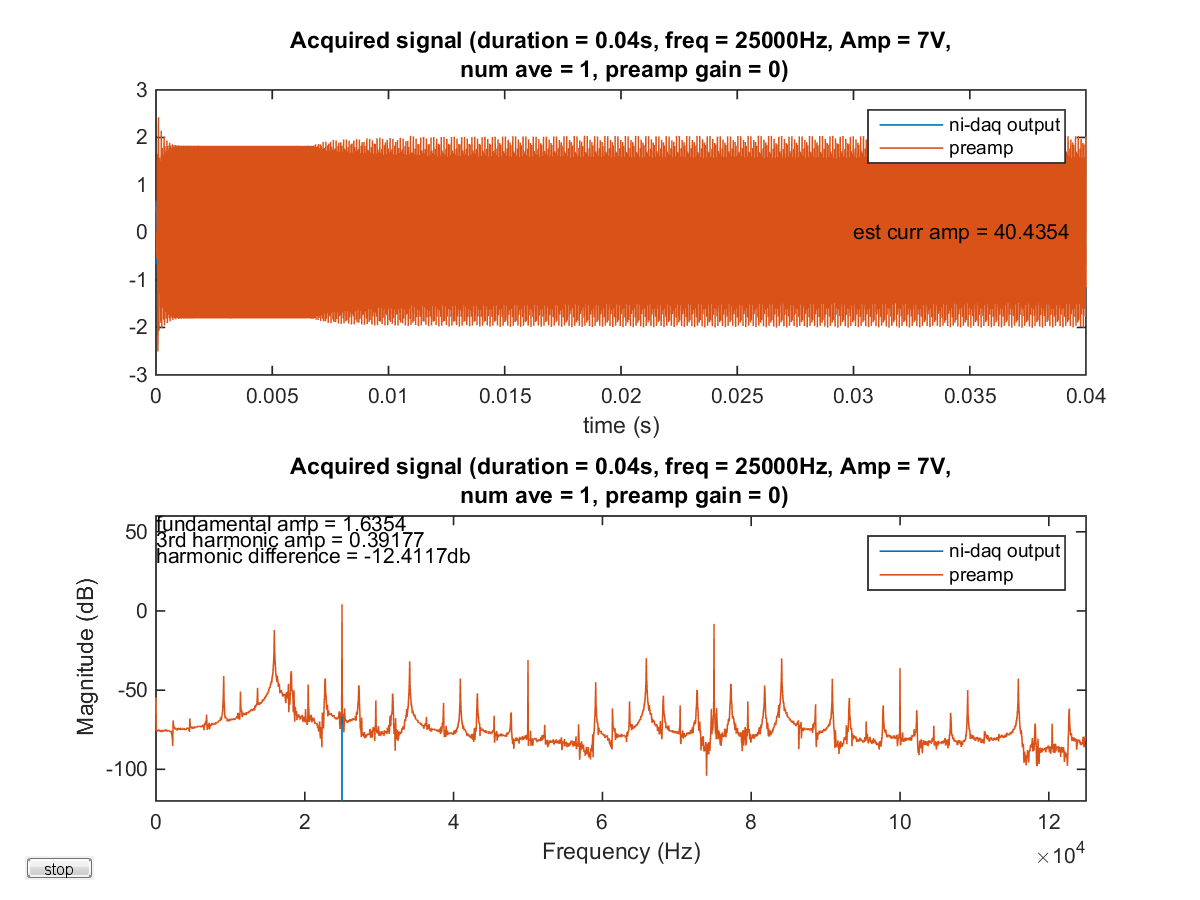 Acquired signal (duration = 0.04s, freq = 25000Hz, Amp = 7V,
num ave = 1, preamp gain = 0)
3
2
1
0
-1
-2
-3
ni-daq output
preamp
est curr amp = 40.4354
0 0.005 0.01 0.015 0.02 0.025 0.03 0.035 0.04
time (s)
Acquired signal (duration = 0.04s, freq = 25000Hz, Amp = 7V,
num ave = 1, preamp gain = 0)
fundamental amp = 1.6354
3rd harmonic amp = 0.39177
harmonic difference = -12.4117db
ni-daq output
preamp
Magnitude (dB)
50
0
-50
-100
0 2 4 6 8 10 12
×10⁴
Frequency (Hz)
stop